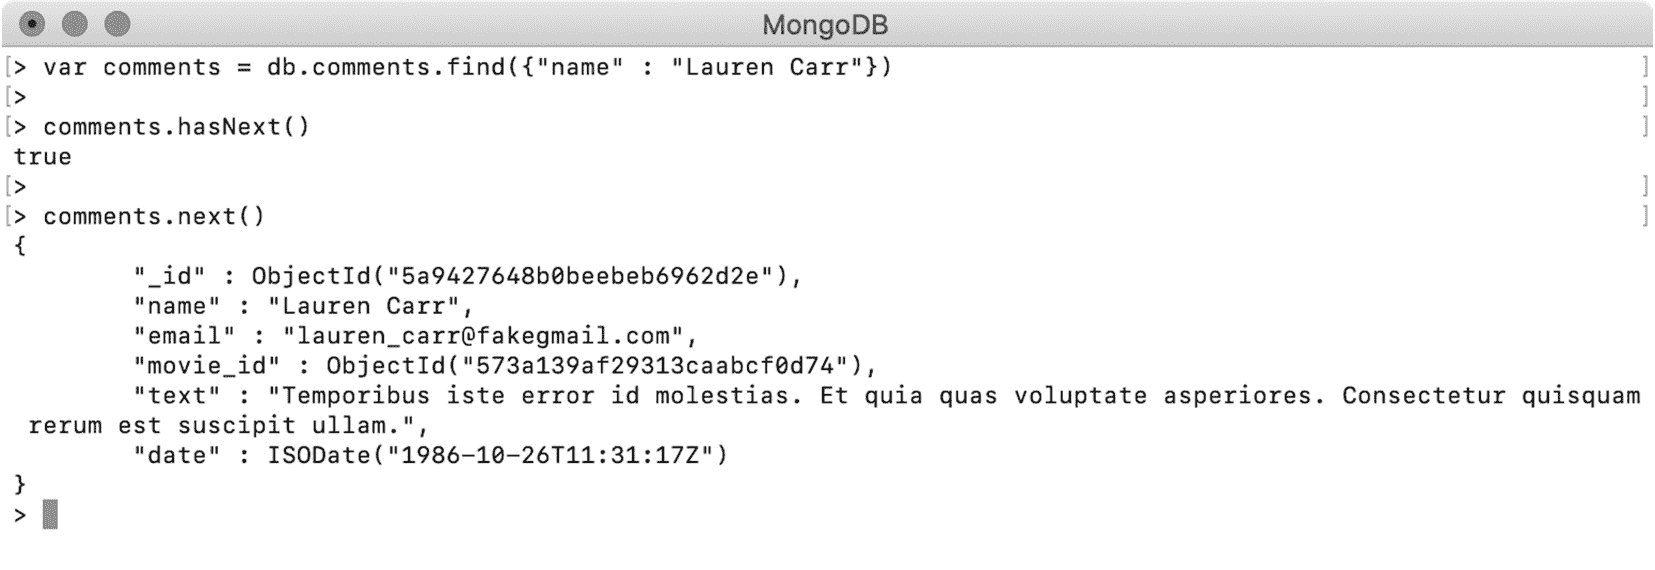 MongoDB
[> var comments = db.comments.find({"name" : "Lauren Carr"}) ]
[> ]
[> comments.hasNext() ]
true
[> ]
[> comments.next() ]
{
"_id" : ObjectId("5a9427648b0beebeb6962d2e"),
"name" : "Lauren Carr",
"email" : "lauren_carr@fakegmail.com",
"movie_id" : ObjectId("573a139af29313caabcf0d74"),
"text" : "Temporibus iste error id molestias. Et quia quas voluptate asperiores. Consectetur quisquam
rerum est suscipit ullam.",
"date" : ISODate("1986-10-26T11:31:17Z")
}
>